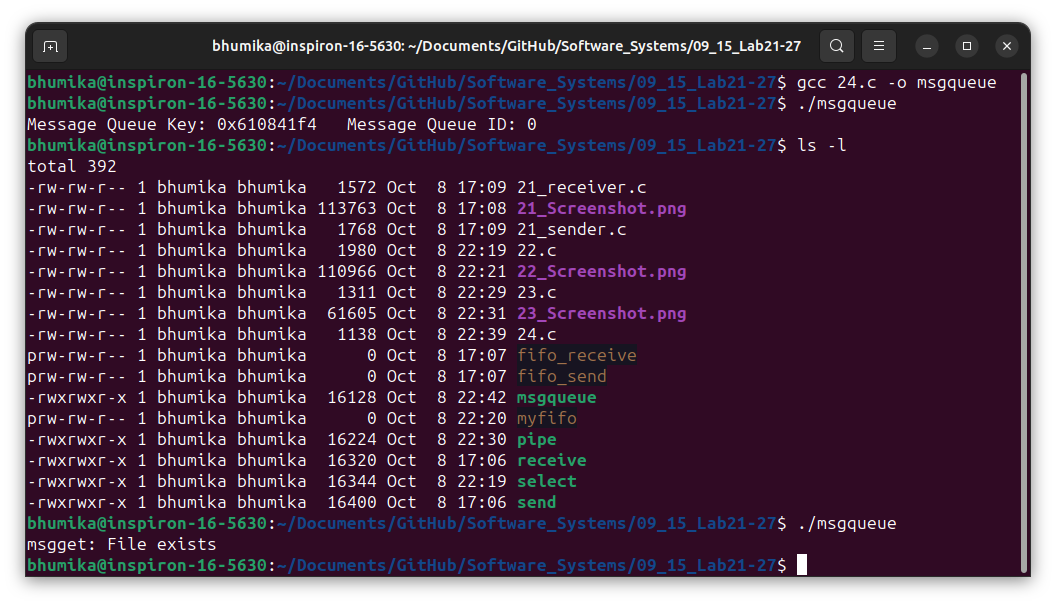 bhumika@inspiron-16-5630: ~/Documents/GitHub/Software_Systems/09_15_Lab21-27
bhumika@inspiron-16-5630:~/Documents/GitHub/Software_Systems/09_15_Lab21-27$ gcc 24.c -o msgqueue
bhumika@inspiron-16-5630:~/Documents/GitHub/Software_Systems/09_15_Lab21-27$ ./msgqueue
Message Queue Key: 0x610841f4   Message Queue ID: 0
bhumika@inspiron-16-5630:~/Documents/GitHub/Software_Systems/09_15_Lab21-27$ ls -l
total 392
-rw-rw-r-- 1 bhumika bhumika   1572 Oct  8 17:09 21_receiver.c
-rw-rw-r-- 1 bhumika bhumika 113763 Oct  8 17:08 21_Screenshot.png
-rw-rw-r-- 1 bhumika bhumika   1768 Oct  8 17:09 21_sender.c
-rw-rw-r-- 1 bhumika bhumika   1980 Oct  8 22:19 22.c
-rw-rw-r-- 1 bhumika bhumika 110966 Oct  8 22:21 22_Screenshot.png
-rw-rw-r-- 1 bhumika bhumika   1311 Oct  8 22:29 23.c
-rw-rw-r-- 1 bhumika bhumika  61605 Oct  8 22:31 23_Screenshot.png
-rw-rw-r-- 1 bhumika bhumika   1138 Oct  8 22:39 24.c
prw-rw-r-- 1 bhumika bhumika      0 Oct  8 17:07 fifo_receive
prw-rw-r-- 1 bhumika bhumika      0 Oct  8 17:07 fifo_send
-rwxrwxr-x 1 bhumika bhumika  16128 Oct  8 22:42 msgqueue
prw-rw-r-- 1 bhumika bhumika      0 Oct  8 22:20 myfifo
-rwxrwxr-x 1 bhumika bhumika  16224 Oct  8 22:30 pipe
-rwxrwxr-x 1 bhumika bhumika  16320 Oct  8 17:06 receive
-rwxrwxr-x 1 bhumika bhumika  16344 Oct  8 22:19 select
-rwxrwxr-x 1 bhumika bhumika  16400 Oct  8 17:06 send
bhumika@inspiron-16-5630:~/Documents/GitHub/Software_Systems/09_15_Lab21-27$ ./msgqueue
msgget: File exists
bhumika@inspiron-16-5630:~/Documents/GitHub/Software_Systems/09_15_Lab21-27$